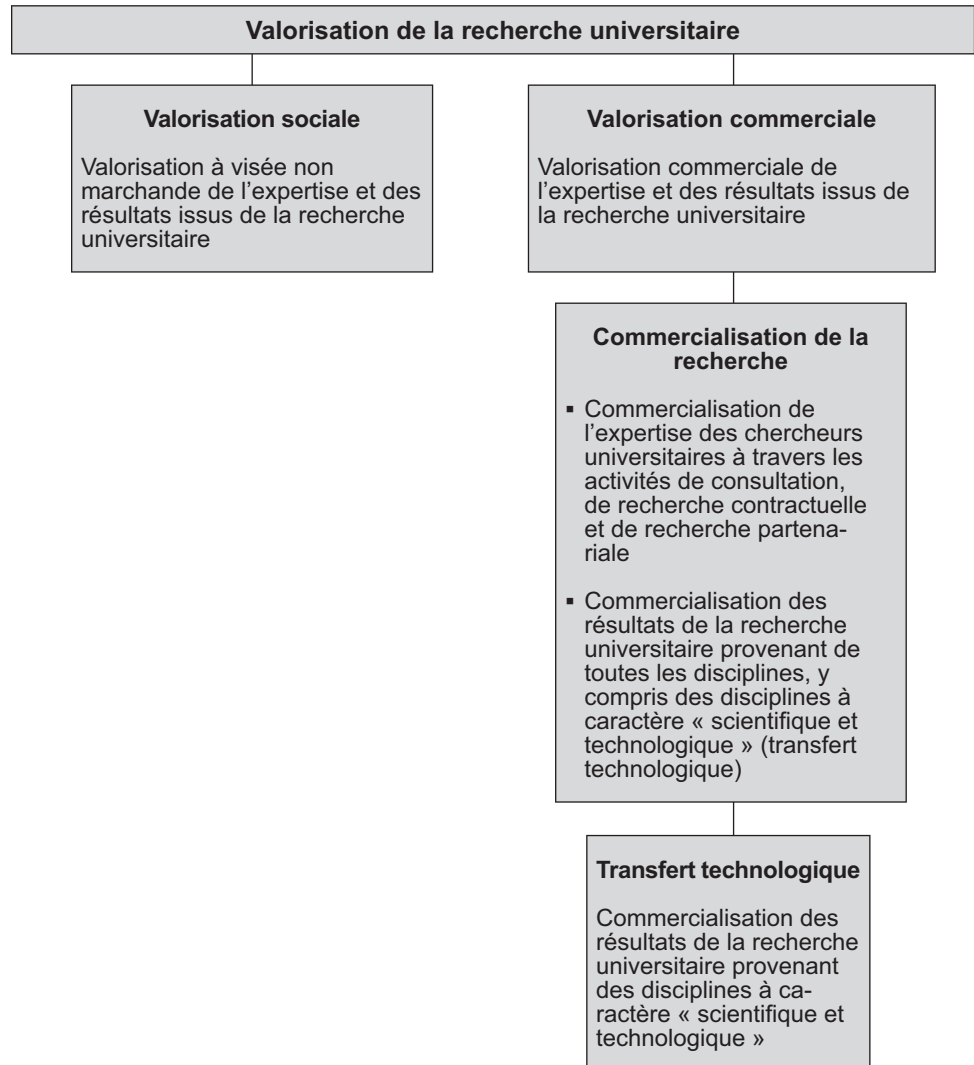 Valorisation de la recherche universitaire
Valorisation sociale
Valorisation à visée non
marchande de l’expertise et des
résultats issus de la recherche
universitaire
Valorisation commerciale
Valorisation commerciale de
l’expertise et des résultats issus de
la recherche universitaire
Commercialisation de la
recherche
▪ Commercialisation de
l’expertise des chercheurs
universitaires à travers les
activités de consultation,
de recherche contractuelle
et de recherche partena-
riale
▪ Commercialisation des
résultats de la recherche
universitaire provenant de
toutes les disciplines, y
compris des disciplines à
caractère « scientifique et
technologique » (transfert
technologique)
Transfert technologique
Commercialisation des
résultats de la recherche
universitaire provenant
des disciplines à ca-
ractère « scientifique et
technologique »